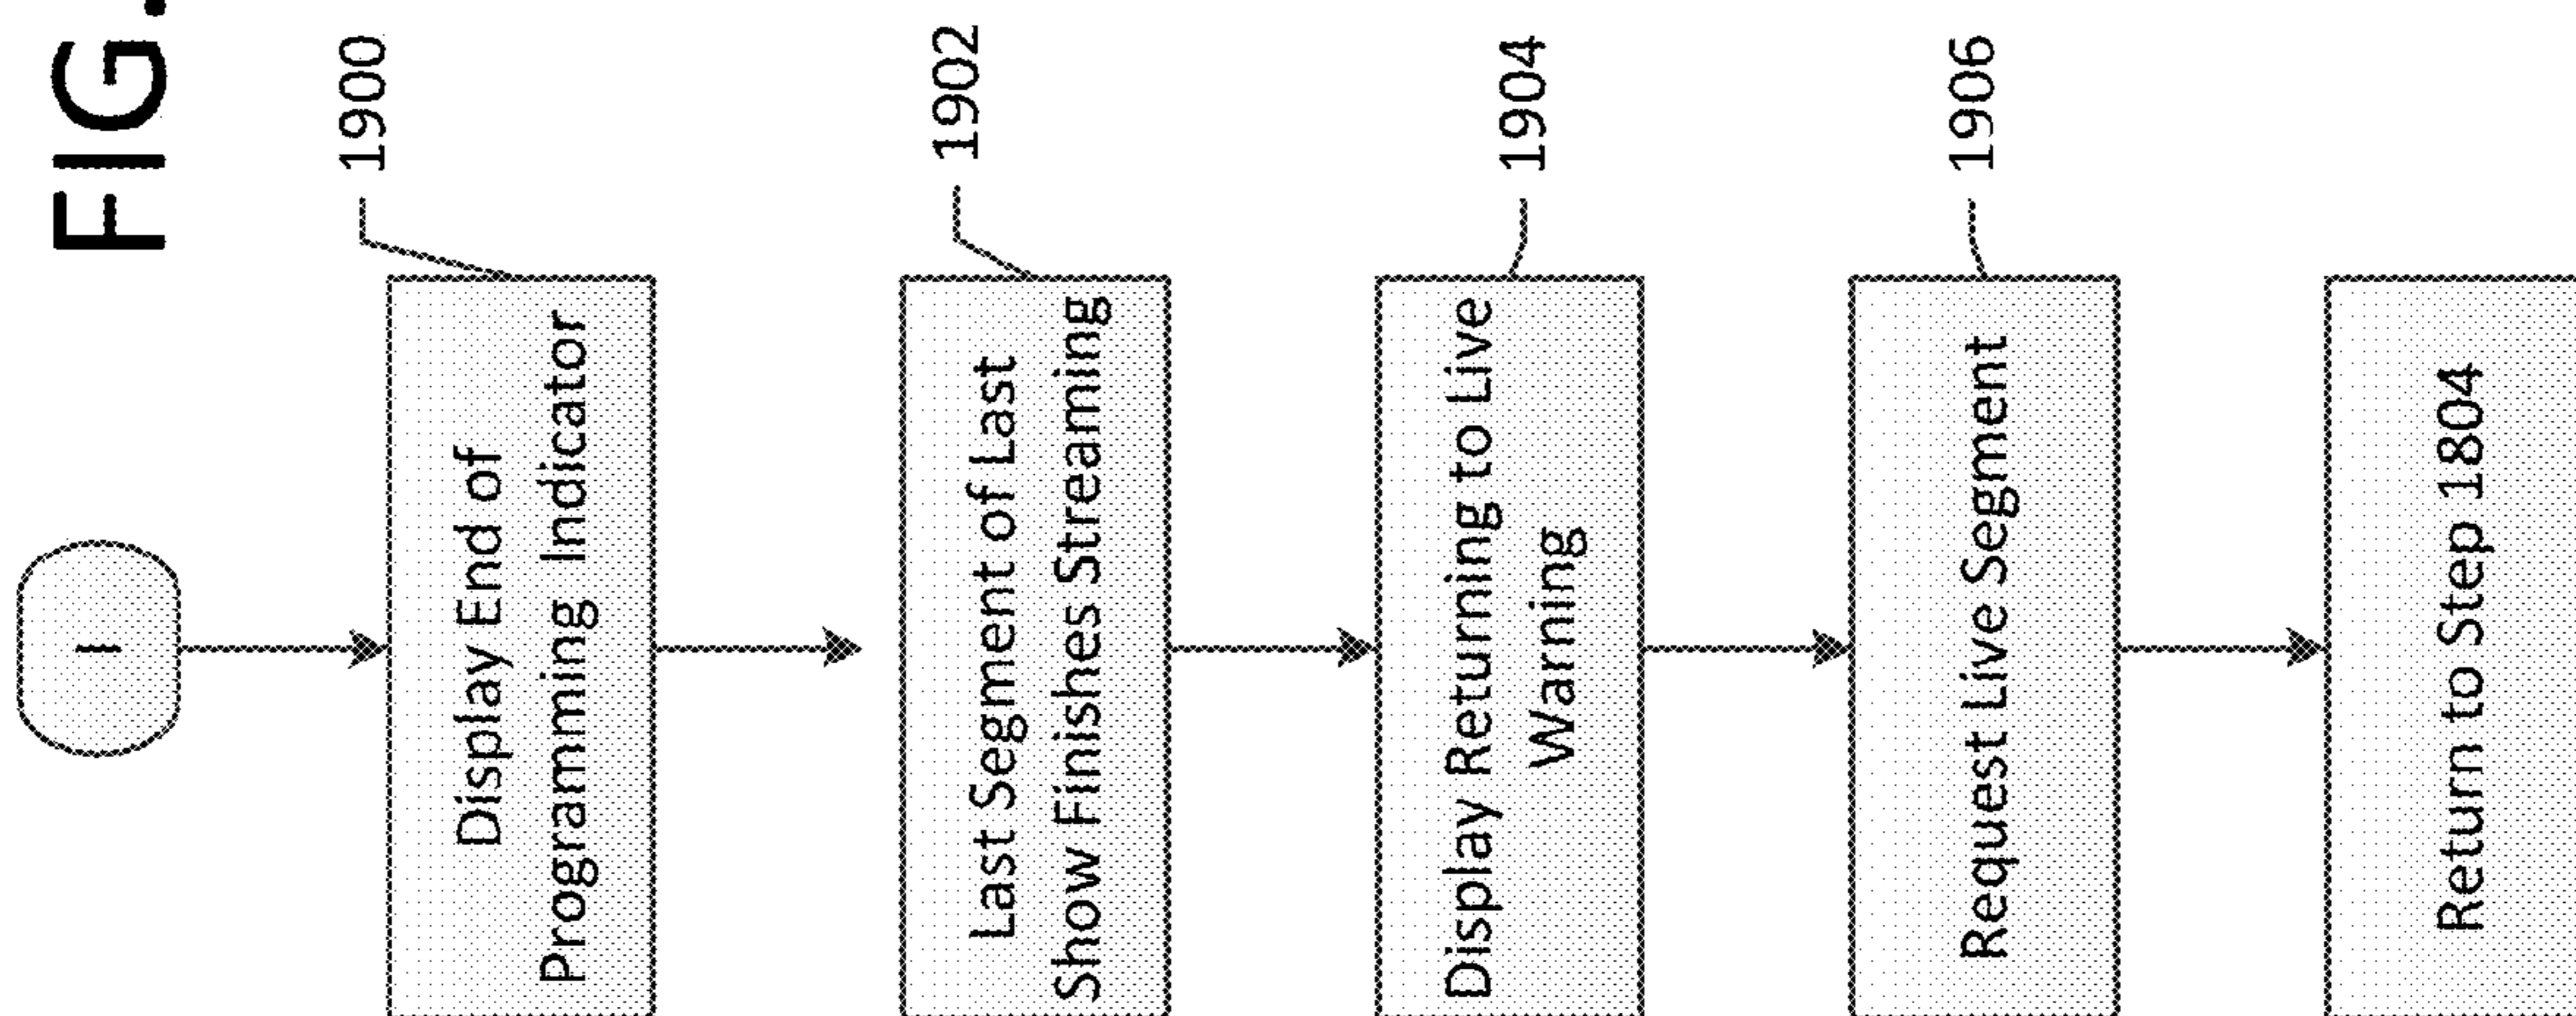 FIG.
I
1900
Display End of
Programming Indicator
1902
Last Segment of Last
Show Finishes Streaming
1904
Display Returning to Live
Warning
1906
Request Live Segment
Return to Step 1804